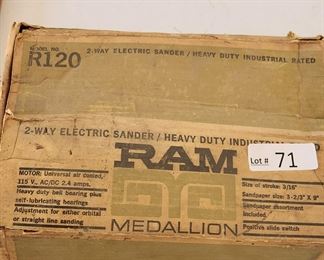 MODEL NO.
R120
2-WAY ELECTRIC SANDER / HEAVY DUTY INDUSTRIAL RATED
2-WAY ELECTRIC SANDER / HEAVY DUTY INDUSTRIAL RATED
Lot # 71
RAM
MEDALLION
MOTOR: Universal air cooled,
115 V., AC/DC 2.4 amps.
Heavy duty ball bearing plus
self-lubricating bearings
Adjustment for either orbital
or straight line sanding
Size of stroke: 3/16"
Sandpaper size: 3-2/3" X 9"
Sandpaper assortment
Included.
Positive slide switch